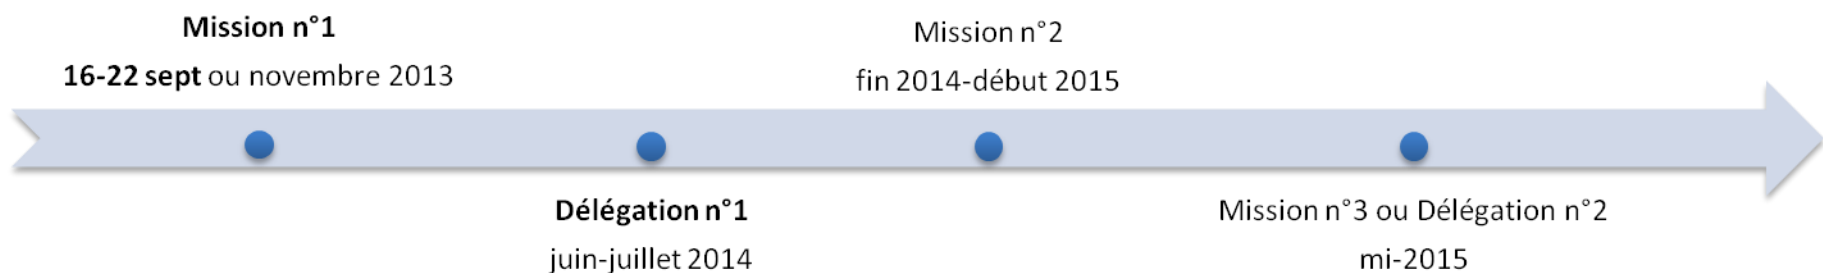 Mission n°1
16-22 sept ou novembre 2013
Mission n°2
fin 2014-début 2015
Délégation n°1
juin-juillet 2014
Mission n°3 ou Délégation n°2
mi-2015